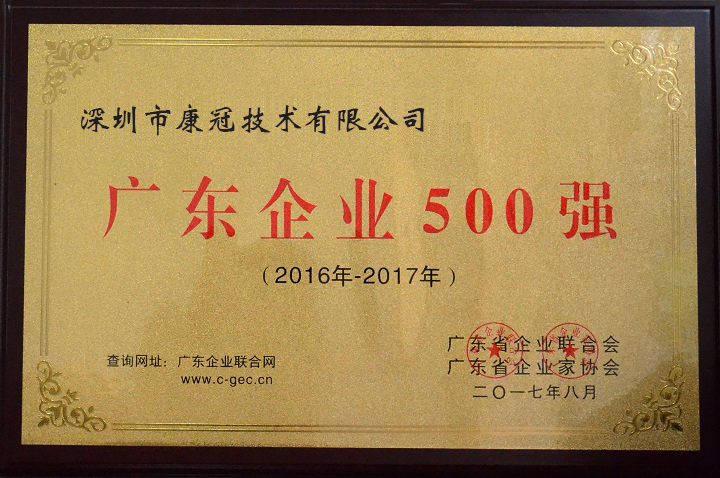 深圳市康冠技术有限公司
广东企业500强
(2016年-2017年)
广东省企业联合会
广东省企业家协会
二〇一七年八月
查询网址：广东企业联合网
www.c-gec.cn